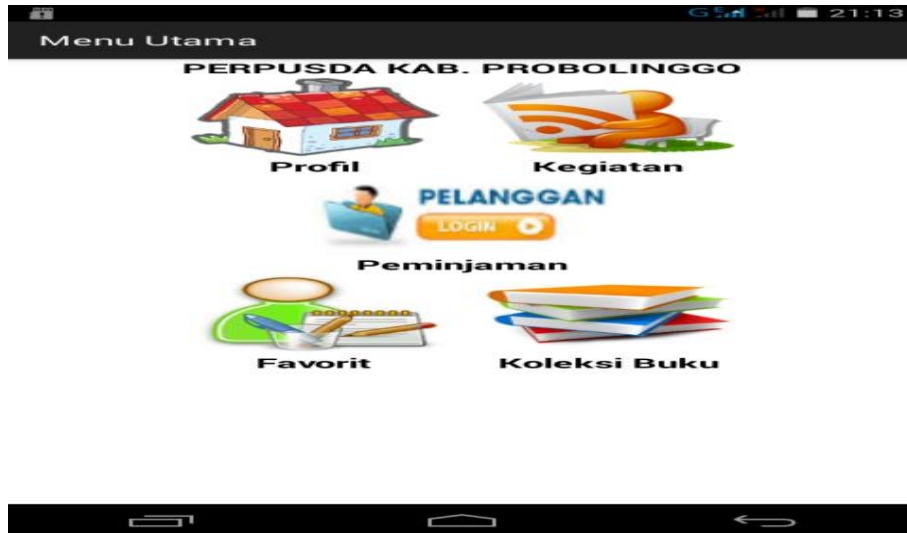 G 21:13
Menu Utama
PERPUSDA KAB. PROBOLINGGO
Profil Kegiatan
PELANGGAN
LOGIN
Peminjaman
Favorit Koleksi Buku